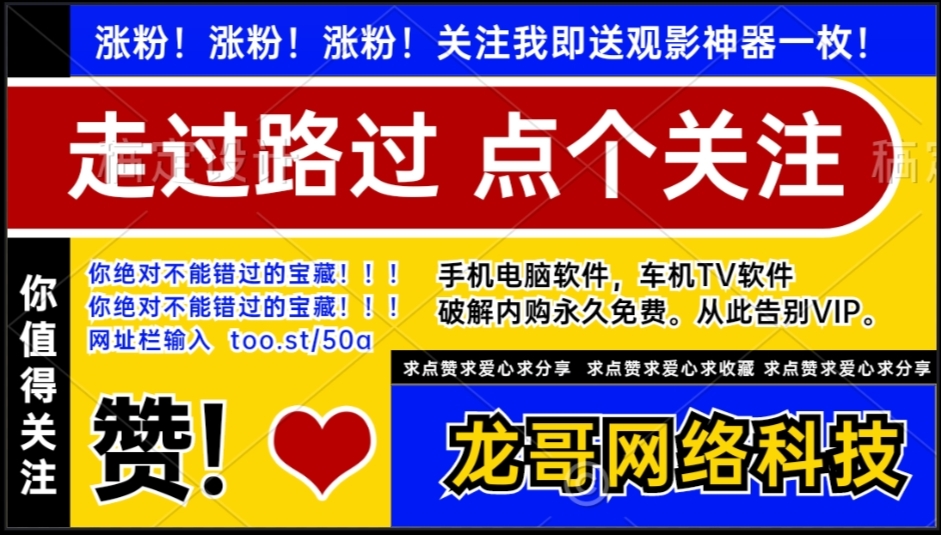 涨粉！涨粉！涨粉！关注我即送观影神器一枚！
走过路过 点个关注
你值得关注
你绝对不能错过的宝藏！！！
你绝对不能错过的宝藏！！！
网址栏输入 too.st/50a
手机电脑软件，车机TV软件
破解内购永久免费。从此告别VIP。
求点赞求爱心求分享 求点赞求爱心求收藏 求点赞求爱心求分享
赞！
龙哥网络科技
稿定设计